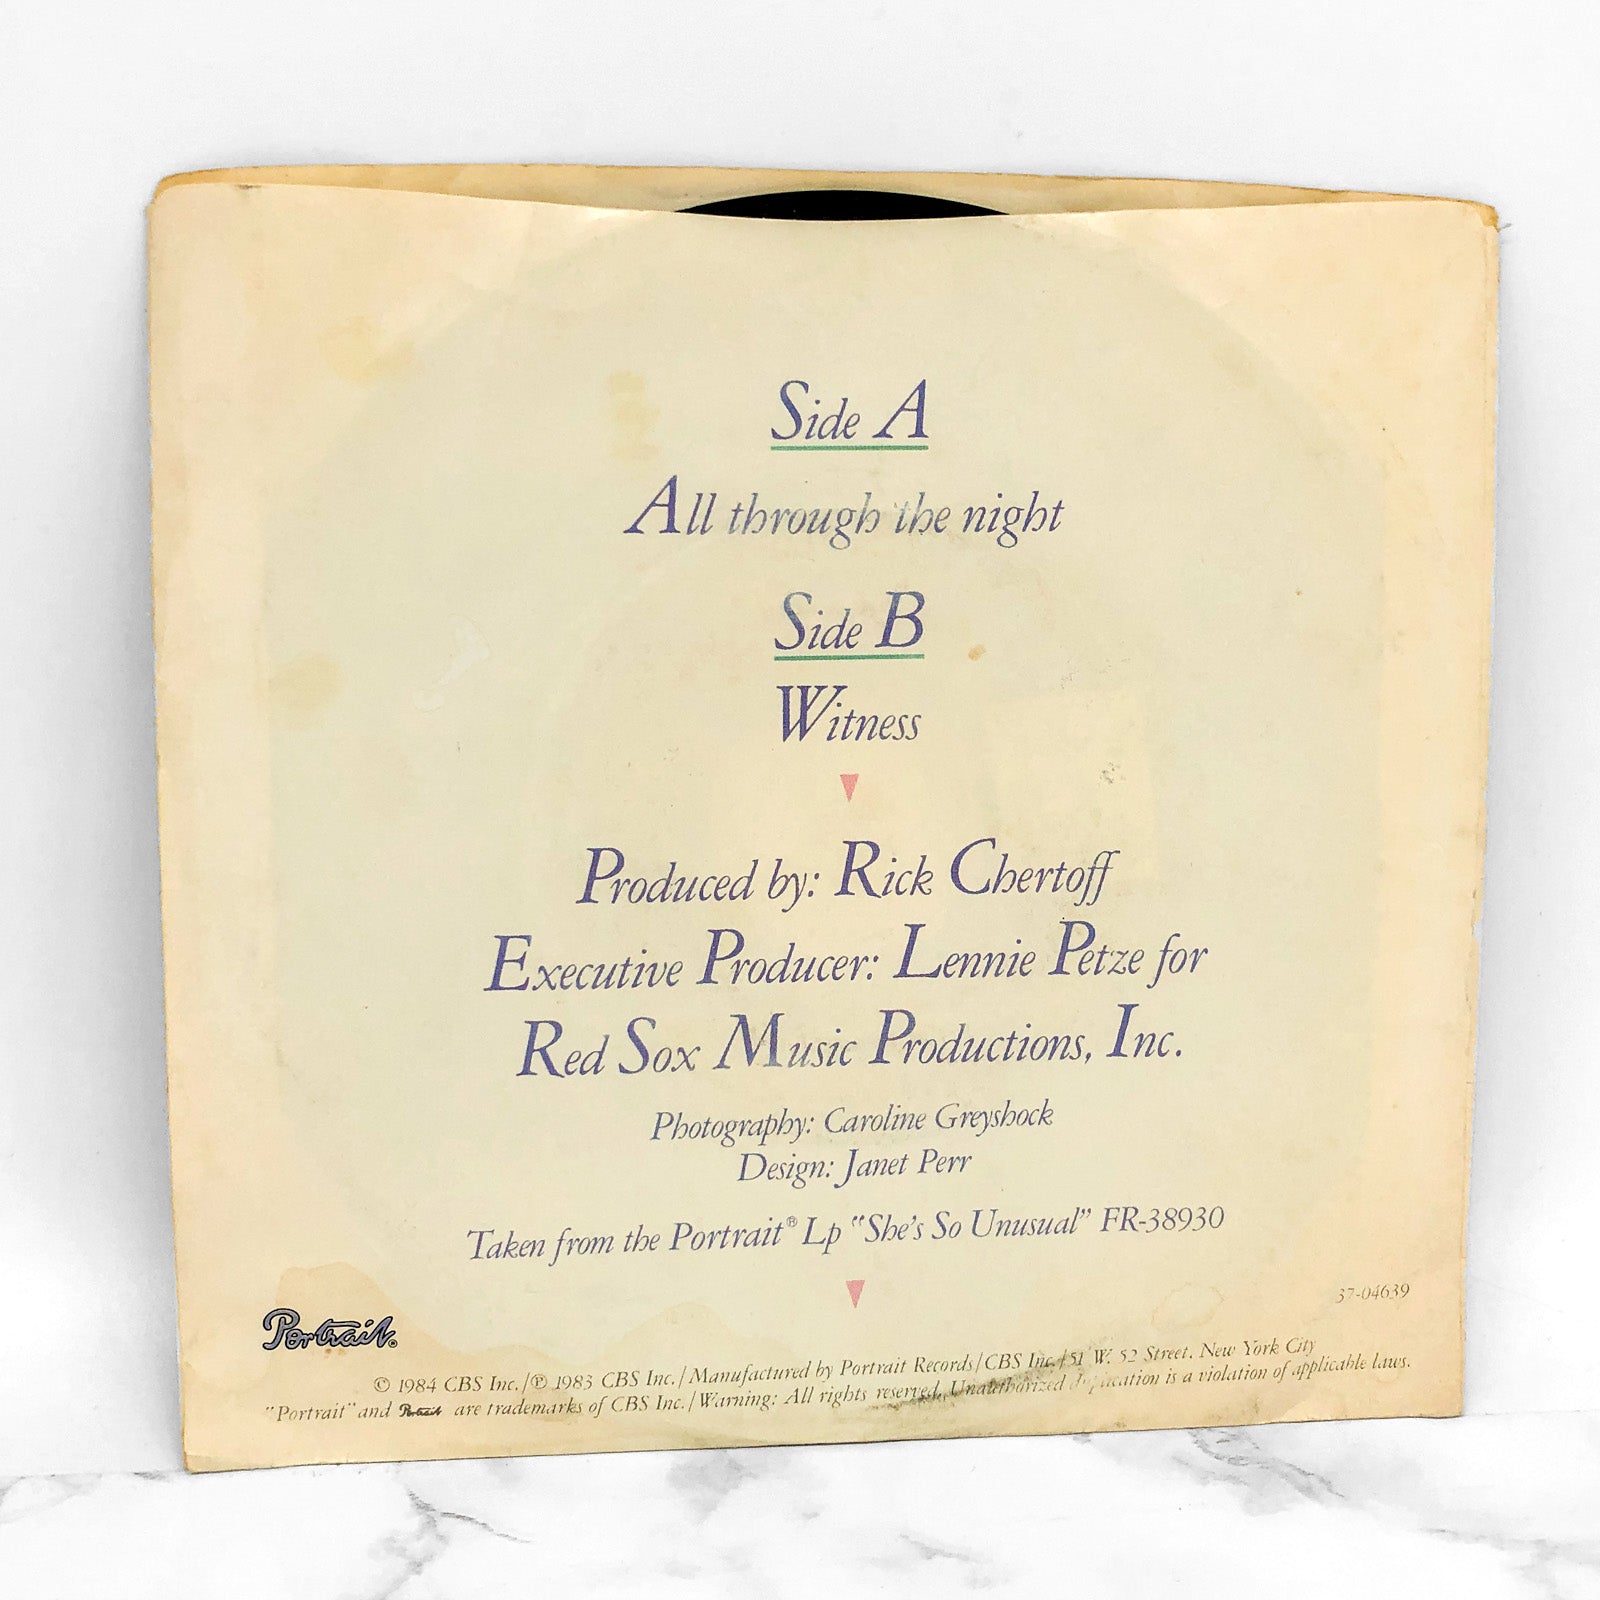 Side A
All through the night
Side B
Witness
Produced by: Rick Chertoff
Executive Producer: Lennie Petze for
Red Sox Music Productions, Inc.
Photography: Caroline Greyshock
Design: Janet Perr
Taken from the Portrait® Lp "She's So Unusual" FR-38930
37-04639
Portrait®
© 1984 CBS Inc./℗ 1983 CBS Inc./Manufactured by Portrait Records/CBS Inc./51 W. 52 Street, New York City
"Portrait" and Portrait are trademarks of CBS Inc./Warning: All rights reserved. Unauthorized duplication is a violation of applicable laws.